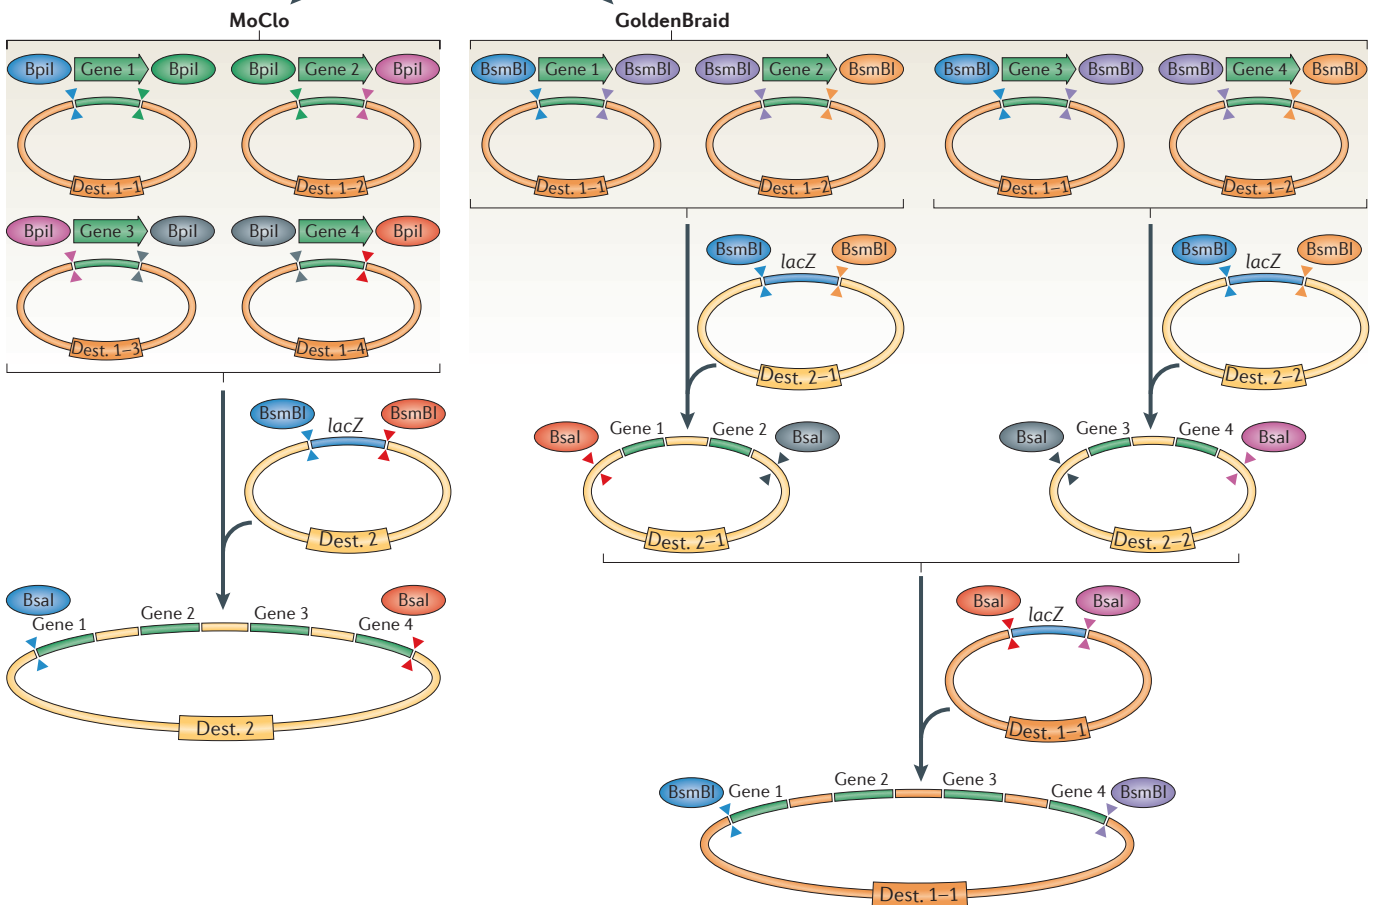 MoClo
GoldenBraid
BpiI Gene 1 BpiI BpiI Gene 2 BpiI
BsmBI Gene 1 BsmBI BsmBI Gene 2 BsmBI
BsmBI Gene 3 BsmBI BsmBI Gene 4 BsmBI
Dest. 1–1 Dest. 1–2
Dest. 1–1 Dest. 1–2
Dest. 1–1 Dest. 1–2
BpiI Gene 3 BpiI BpiI Gene 4 BpiI
Dest. 1–3 Dest. 1–4
BsmBI lacZ BsmBI
Dest. 2–1
BsmBI lacZ BsmBI
Dest. 2–2
BsmBI lacZ BsmBI
Dest. 2
BsaI Gene 1 Gene 2 BsaI
Dest. 2–1
BsaI Gene 3 Gene 4 BsaI
Dest. 2–2
BsaI BsaI
Gene 1 Gene 2 Gene 3 Gene 4
Dest. 2
BsaI lacZ BsaI
Dest. 1–1
BsmBI Gene 1 Gene 2 Gene 3 Gene 4 BsmBI
Dest. 1–1